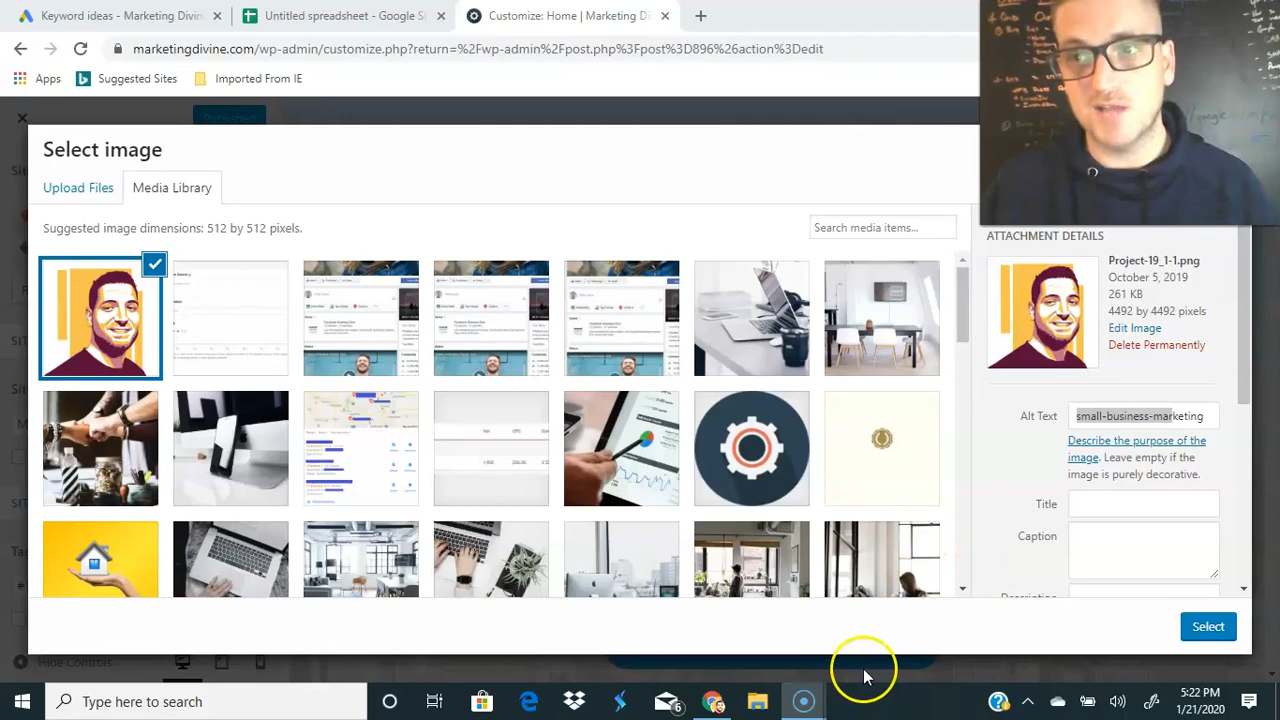 Keyword ideas - Marketing Divin
Untitled spreadsheet - Google S
Customize: Home | Marketing D
marketingdivine.com/wp-admin/customize.php?return=%2Fwp-admin%2Fpost.php%3Fpost%3D896%26action%3Dedit
Apps
Suggested Sites
Imported From IE
Select image
Upload Files
Media Library
Suggested image dimensions: 512 by 512 pixels.
Search media items...
ATTACHMENT DETAILS
Project-19_1-1.png
October 5, 2019
261 KB
4492 by pixels
Edit Image
Delete Permanently
Alt Text
small-business-marketing
Describe the purpose of the
image. Leave empty if the
image is purely decorative.
Title
Caption
Description
Select
Hide Controls
Type here to search
6
5:22 PM
1/21/2020